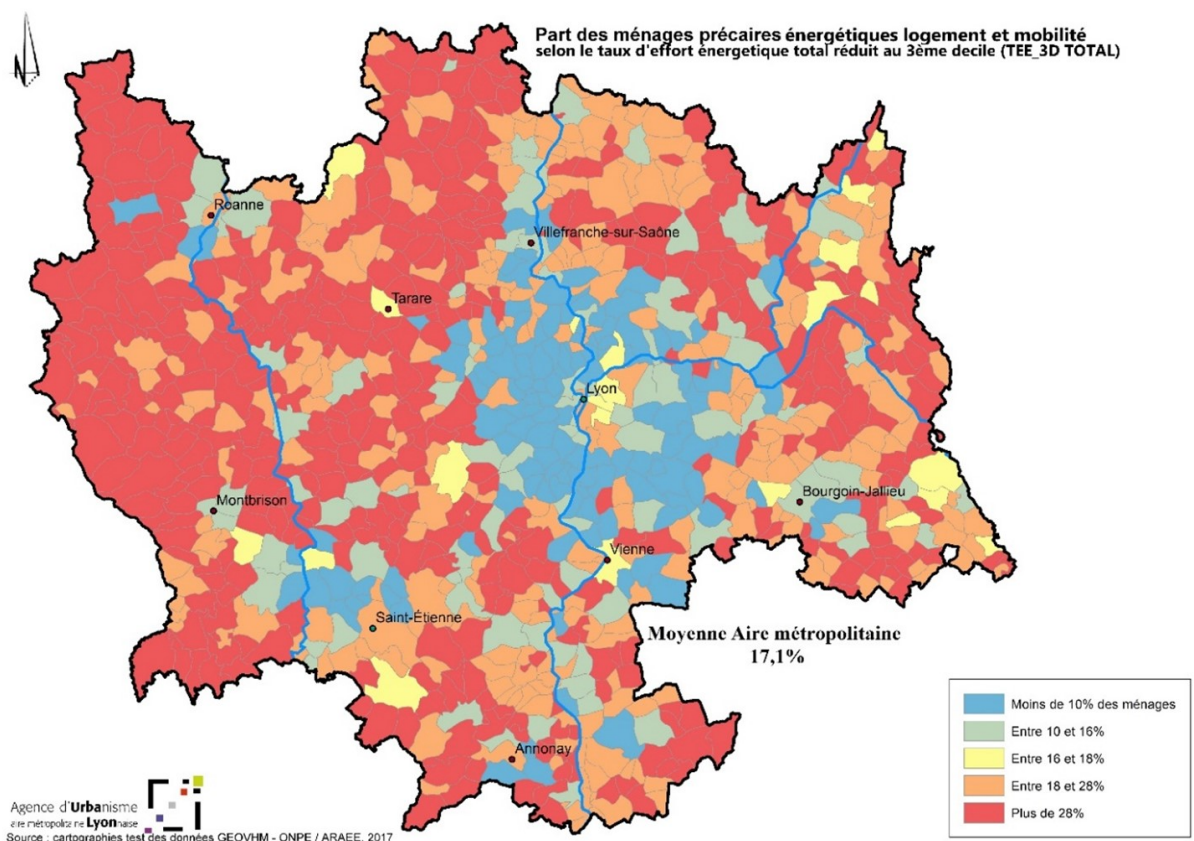 Part des ménages précaires énergétiques logement et mobilité
selon le taux d'effort énergetique total réduit au 3ème decile (TEE_3D TOTAL)
Roanne
Villefranche-sur-Saône
Tarare
Lyon
Montbrison
Bourgoin-Jallieu
Vienne
Saint-Étienne
Moyenne Aire métropolitaine
17,1%
Annonay
Moins de 10% des ménages
Entre 10 et 16%
Entre 16 et 18%
Entre 18 et 28%
Plus de 28%
Agence d'Urbanisme
aire métropolitaine Lyonnaise
Source : cartographies test des données GEOVHM - ONPE / ARAEE, 2017